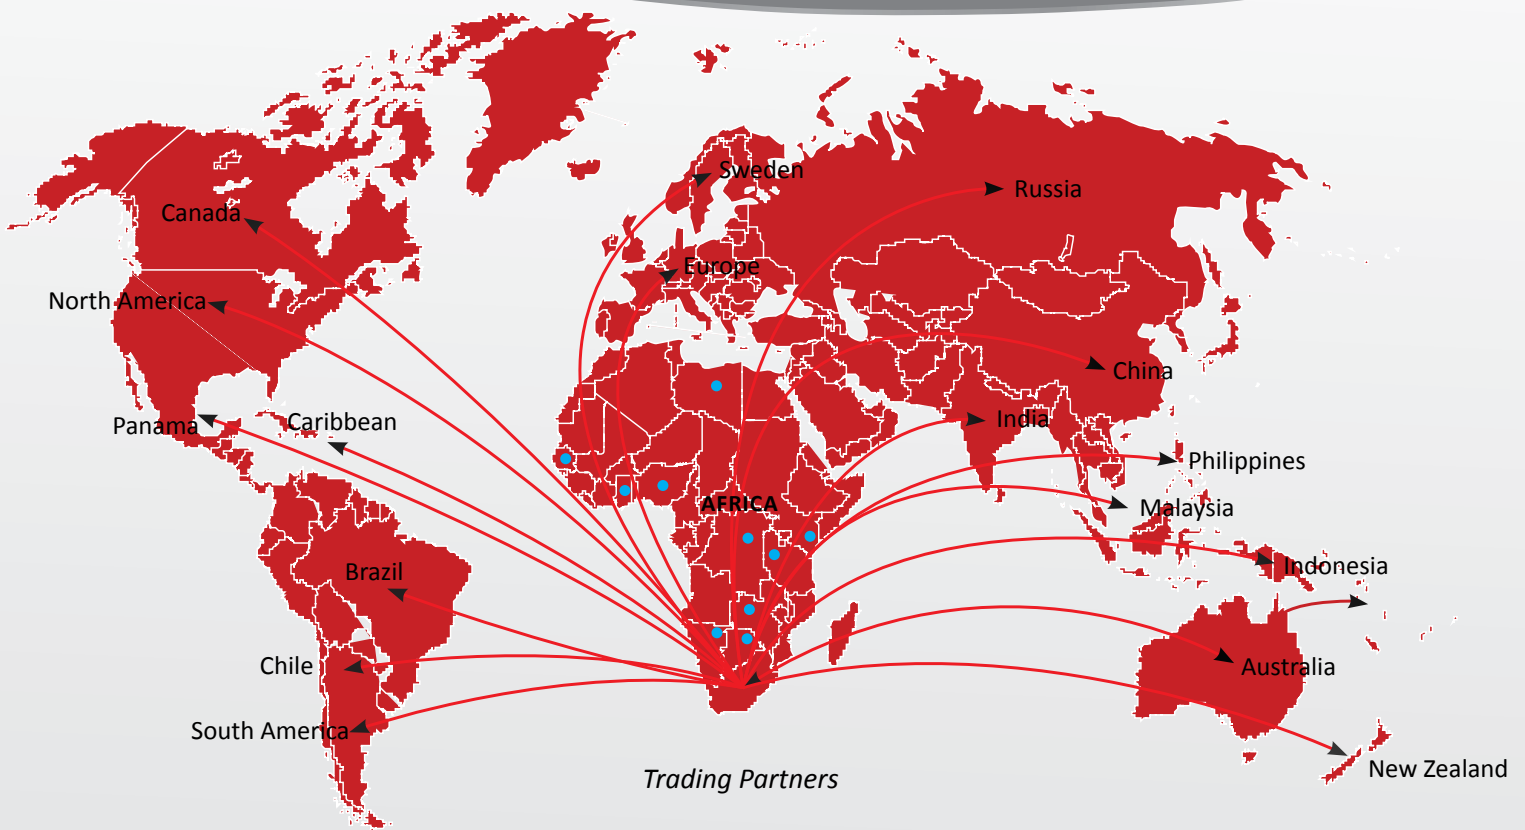 Sweden
Russia
Canada
Europe
North America
China
Panama
Caribbean
India
Philippines
AFRICA
Malaysia
Indonesia
Brazil
Chile
Australia
South America
New Zealand
Trading Partners